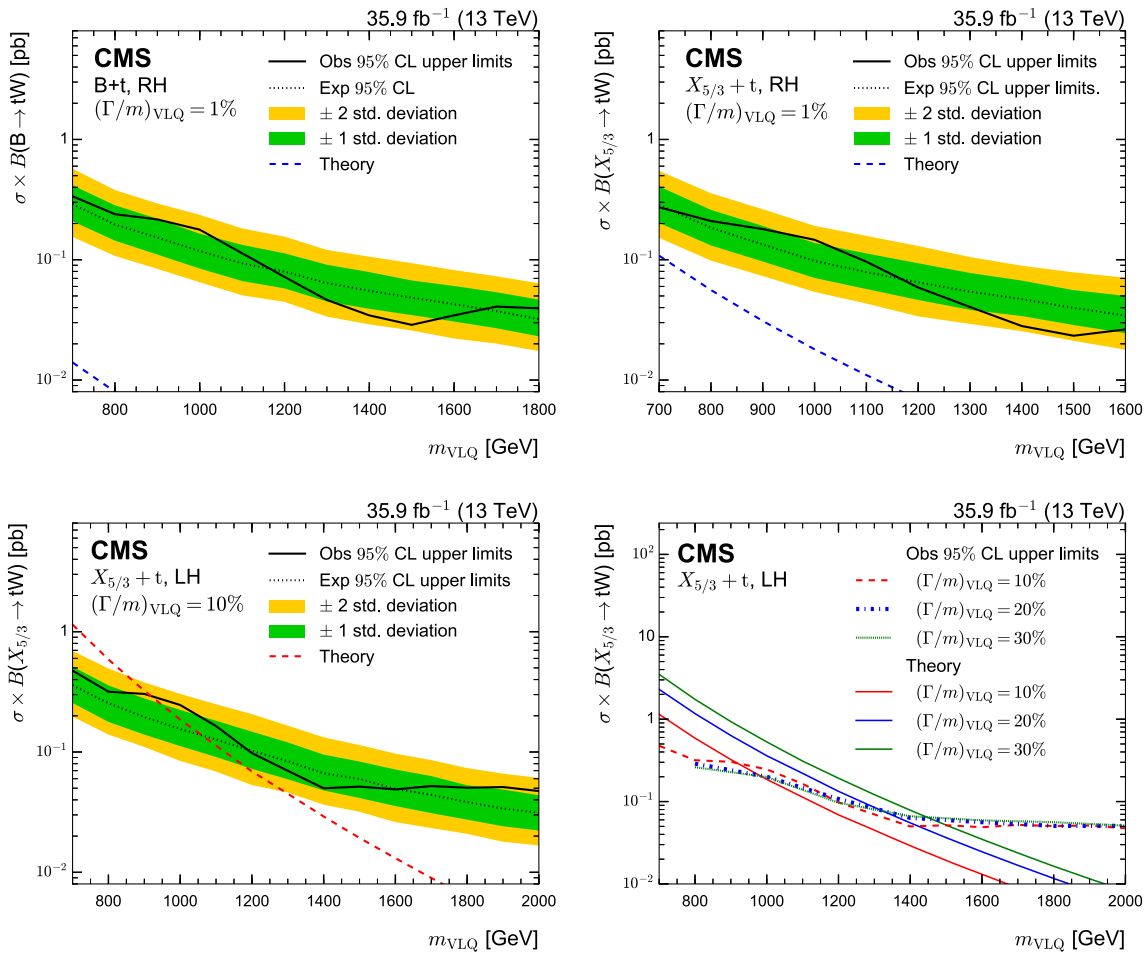 35.9 fb⁻¹ (13 TeV)
CMS
B+t, RH
(Γ/m)VLQ = 1%
Obs 95% CL upper limits
Exp 95% CL
± 2 std. deviation
± 1 std. deviation
Theory
σ × B(B → tW) [pb]
1
10⁻¹
10⁻²
800 1000 1200 1400 1600 1800
mVLQ [GeV]
35.9 fb⁻¹ (13 TeV)
CMS
X5/3 + t, RH
(Γ/m)VLQ = 1%
Obs 95% CL upper limits
Exp 95% CL upper limits.
± 2 std. deviation
± 1 std. deviation
Theory
σ × B(X5/3 → tW) [pb]
1
10⁻¹
10⁻²
700 800 900 1000 1100 1200 1300 1400 1500 1600
mVLQ [GeV]
35.9 fb⁻¹ (13 TeV)
CMS
X5/3 + t, LH
(Γ/m)VLQ = 10%
Obs 95% CL upper limits
Exp 95% CL upper limits
± 2 std. deviation
± 1 std. deviation
Theory
σ × B(X5/3 → tW) [pb]
1
10⁻¹
10⁻²
800 1000 1200 1400 1600 1800 2000
mVLQ [GeV]
35.9 fb⁻¹ (13 TeV)
CMS
X5/3 + t, LH
Obs 95% CL upper limits
(Γ/m)VLQ = 10%
(Γ/m)VLQ = 20%
(Γ/m)VLQ = 30%
Theory
(Γ/m)VLQ = 10%
(Γ/m)VLQ = 20%
(Γ/m)VLQ = 30%
σ × B(X5/3 → tW) [pb]
10²
10
1
10⁻¹
10⁻²
800 1000 1200 1400 1600 1800 2000
mVLQ [GeV]